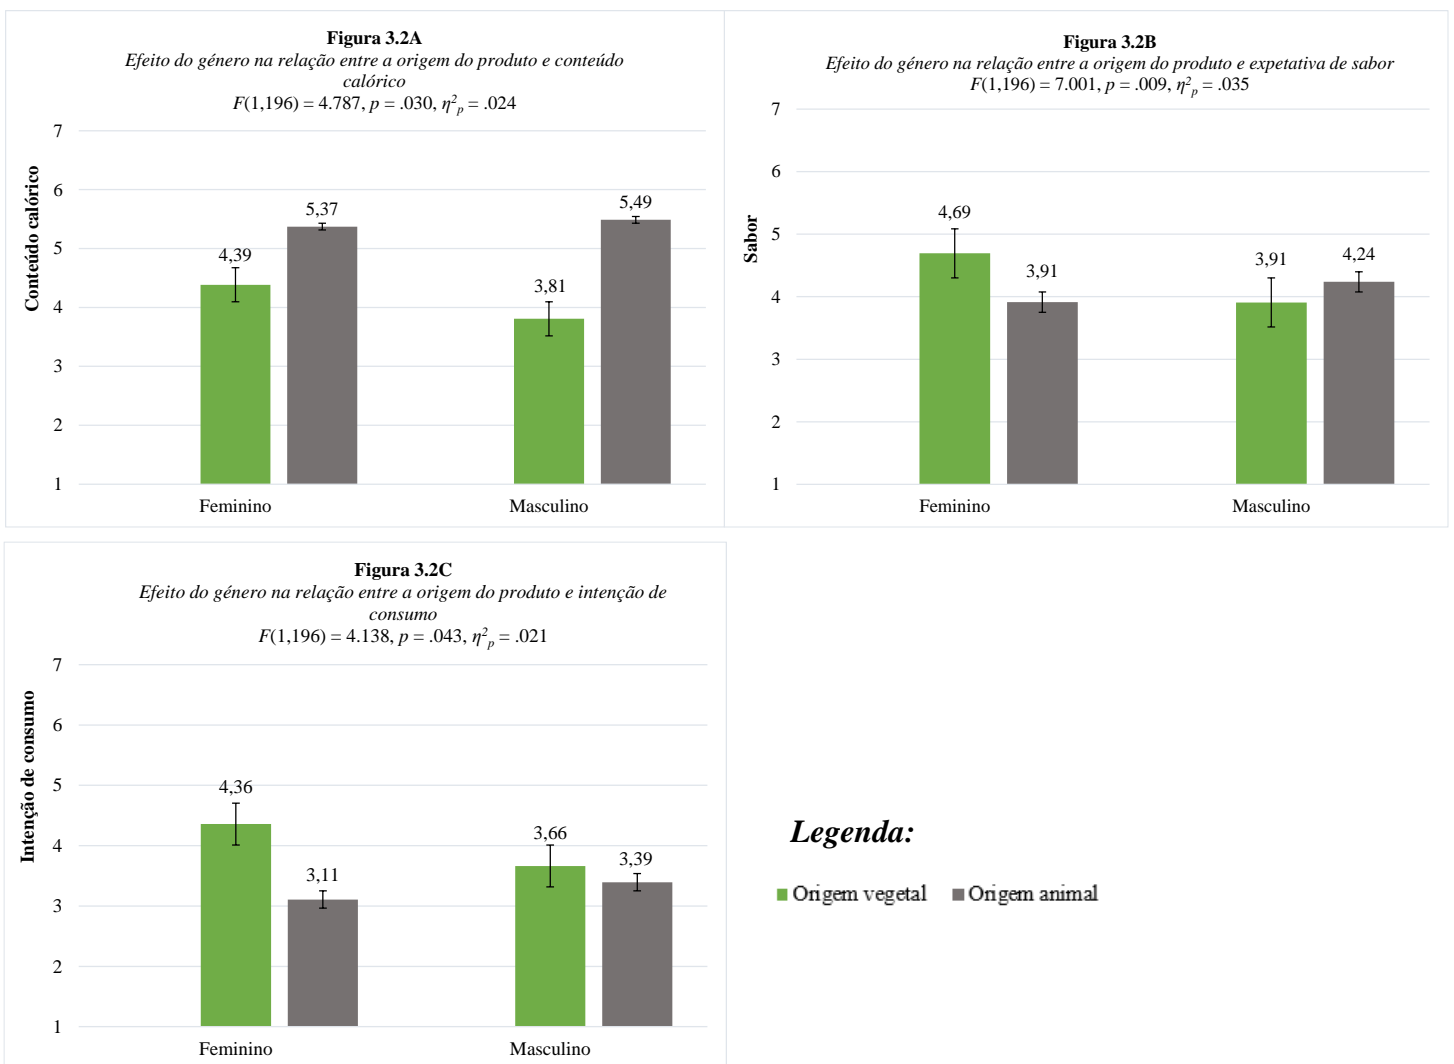 Figura 3.2A
Efeito do género na relação entre a origem do produto e conteúdo
calórico
F(1,196) = 4.787, p = .030, η²ₚ = .024
Conteúdo calórico
7
6
5
4
3
2
1
4,39
5,37
3,81
5,49
Feminino
Masculino
Figura 3.2B
Efeito do género na relação entre a origem do produto e expetativa de sabor
F(1,196) = 7.001, p = .009, η²ₚ = .035
Sabor
7
6
5
4
3
2
1
4,69
3,91
3,91
4,24
Feminino
Masculino
Figura 3.2C
Efeito do género na relação entre a origem do produto e intenção de
consumo
F(1,196) = 4.138, p = .043, η²ₚ = .021
Intenção de consumo
7
6
5
4
3
2
1
4,36
3,11
3,66
3,39
Feminino
Masculino
Legenda:
Origem vegetal
Origem animal